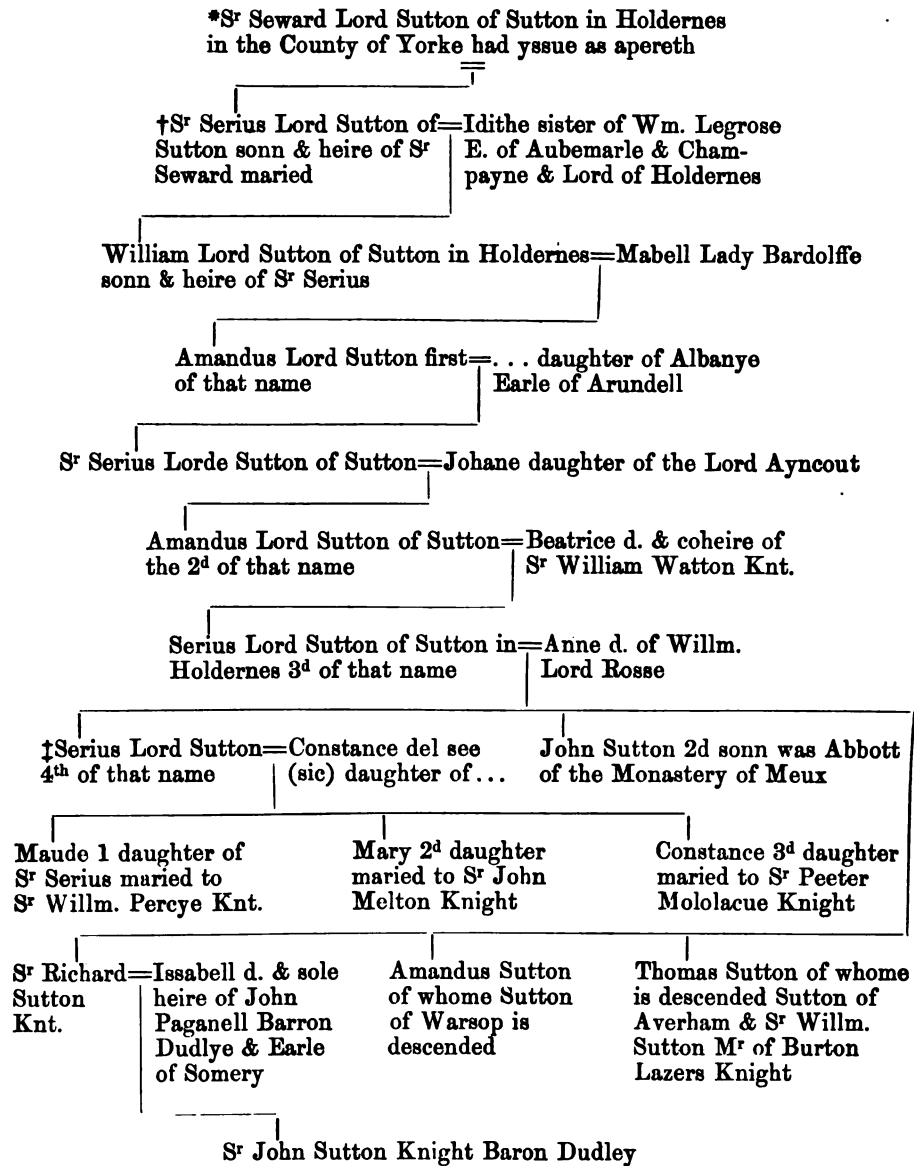 *Sʳ Seward Lord Sutton of Sutton in Holdernes
in the County of Yorke had yssue as apereth
†Sʳ Serius Lord Sutton of=Idithe sister of Wm. Legrose
Sutton sonn & heire of Sʳ E. of Aubemarle & Cham-
Seward maried payne & Lord of Holdernes
William Lord Sutton of Sutton in Holdernes=Mabell Lady Bardolffe
sonn & heire of Sʳ Serius
Amandus Lord Sutton first=. . . daughter of Albanye
of that name Earle of Arundell
Sʳ Serius Lorde Sutton of Sutton=Johane daughter of the Lord Ayncout
Amandus Lord Sutton of Sutton=Beatrice d. & coheire of
the 2ᵈ of that name Sʳ William Watton Knt.
Serius Lord Sutton of Sutton in=Anne d. of Willm.
Holdernes 3ᵈ of that name Lord Rosse
‡Serius Lord Sutton=Constance del see
4ᵗʰ of that name (sic) daughter of...
John Sutton 2d sonn was Abbott
of the Monastery of Meux
Maude 1 daughter of
Sʳ Serius maried to
Sʳ Willm. Percye Knt.
Mary 2ᵈ daughter
maried to Sʳ John
Melton Knight
Constance 3ᵈ daughter
maried to Sʳ Peeter
Mololacue Knight
Sʳ Richard=Issabell d. & sole
Sutton heire of John
Knt. Paganell Barron
Dudlye & Earle
of Somery
Amandus Sutton
of whome Sutton
of Warsop is
descended
Thomas Sutton of whome
is descended Sutton of
Averham & Sʳ Willm.
Sutton Mʳ of Burton
Lazers Knight
Sʳ John Sutton Knight Baron Dudley